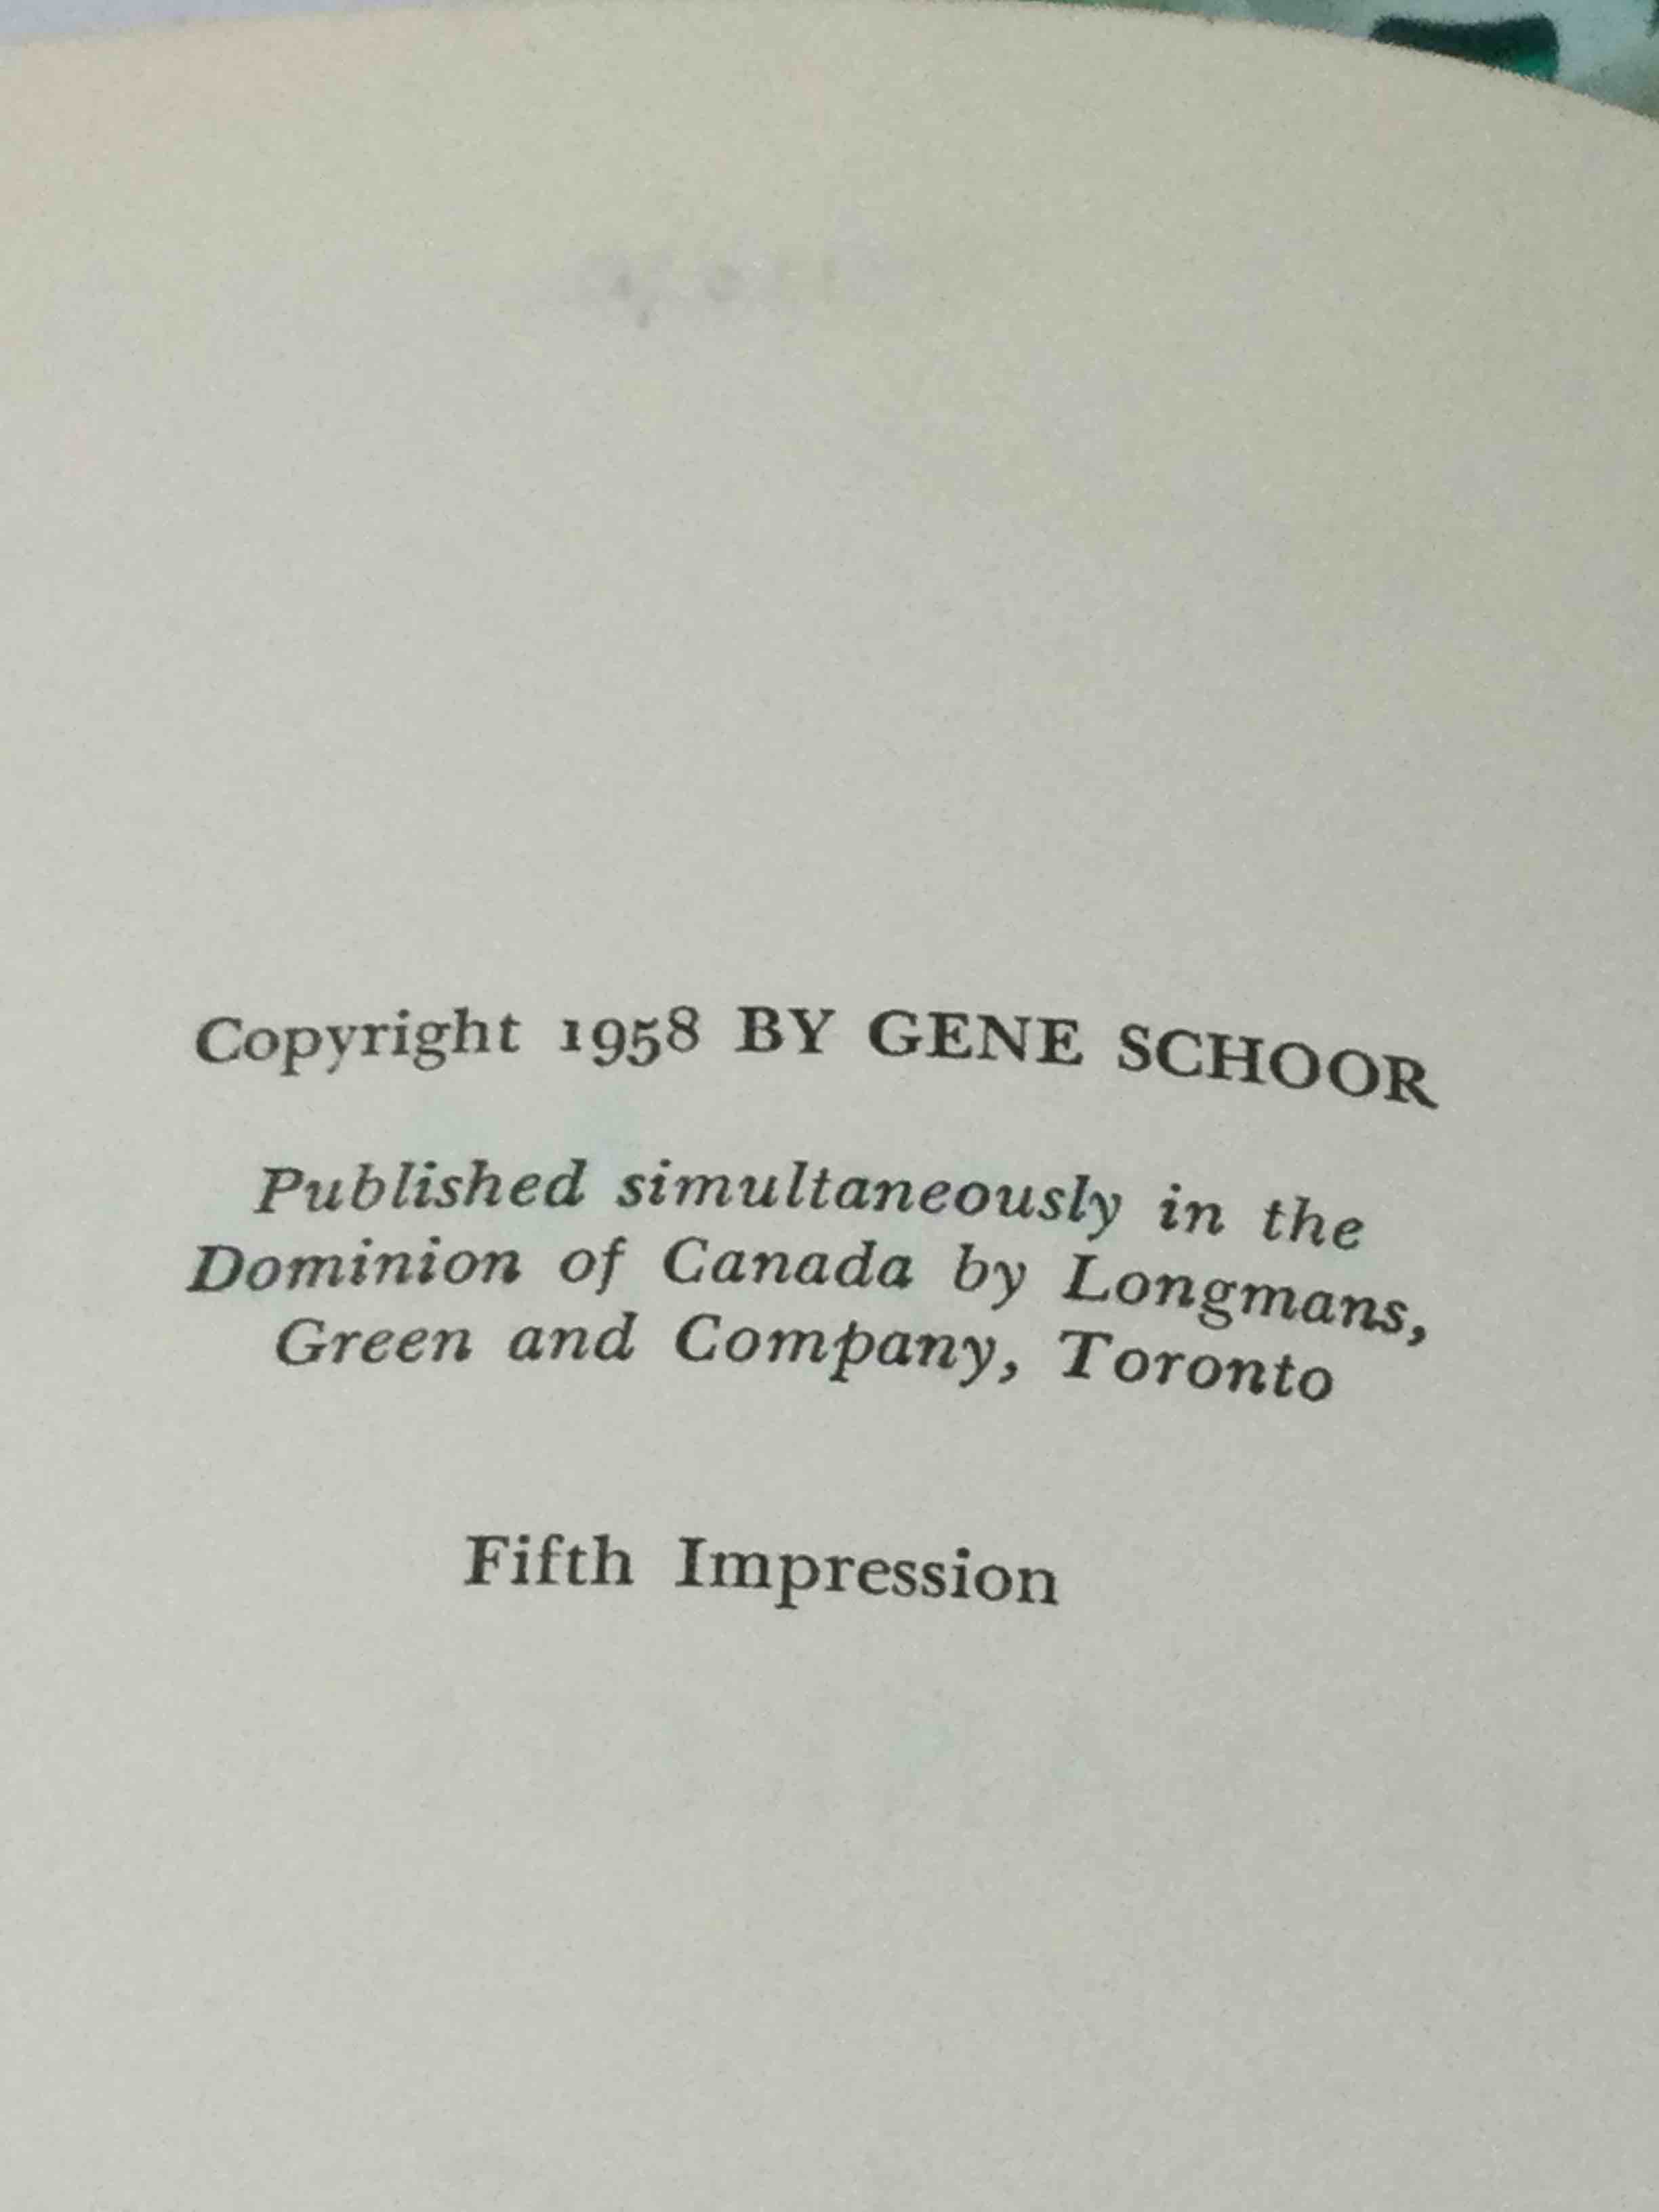 Copyright 1958 BY GENE SCHOOR
Published simultaneously in the
Dominion of Canada by Longmans,
Green and Company, Toronto
Fifth Impression